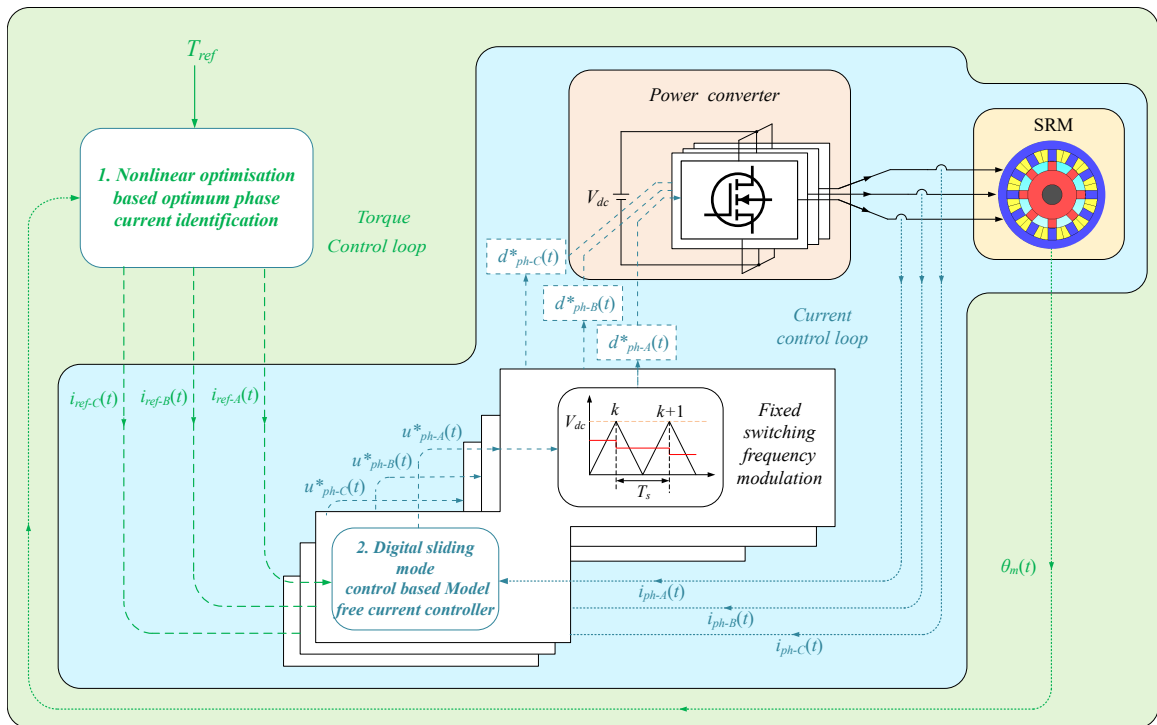 T_ref
1. Nonlinear optimisation
based optimum phase
current identification
Torque
Control loop
Power converter
V_dc
SRM
d*_ph-C(t)
d*_ph-B(t)
d*_ph-A(t)
Current
control loop
i_ref-C(t)
i_ref-B(t)
i_ref-A(t)
u*_ph-A(t)
u*_ph-B(t)
u*_ph-C(t)
V_dc
k
k+1
T_s
Fixed
switching
frequency
modulation
2. Digital sliding
mode
control based Model
free current controller
i_ph-A(t)
i_ph-B(t)
i_ph-C(t)
θ_m(t)